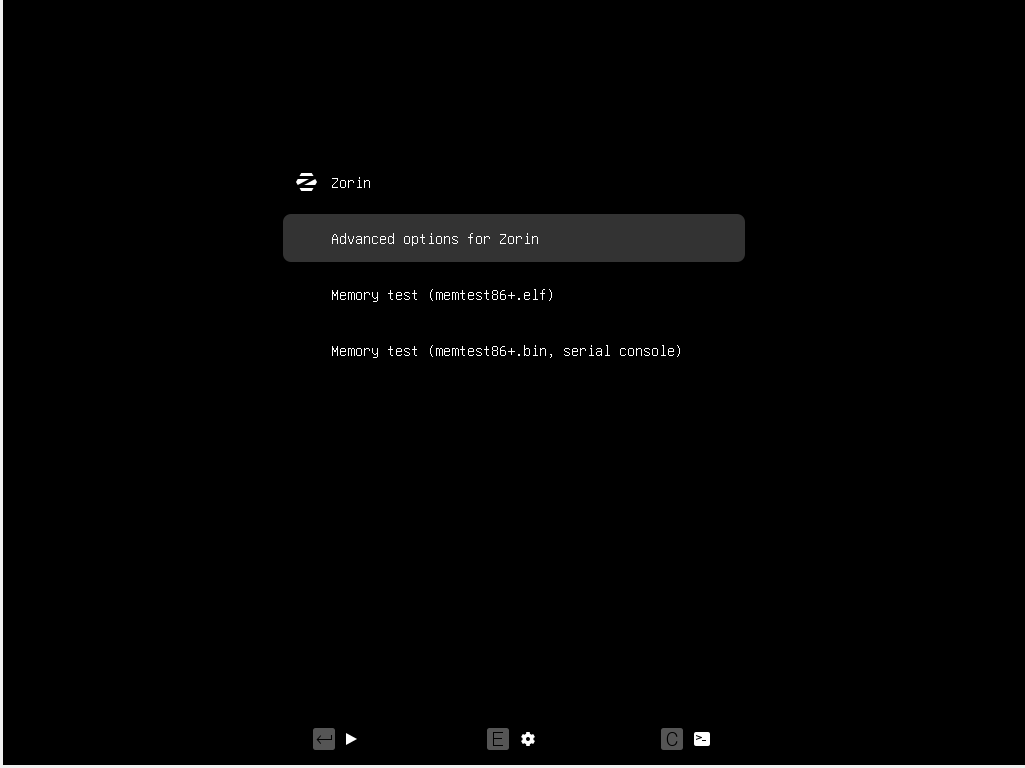 Zorin
Advanced options for Zorin
Memory test (memtest86+.elf)
Memory test (memtest86+.bin, serial console)
E
C